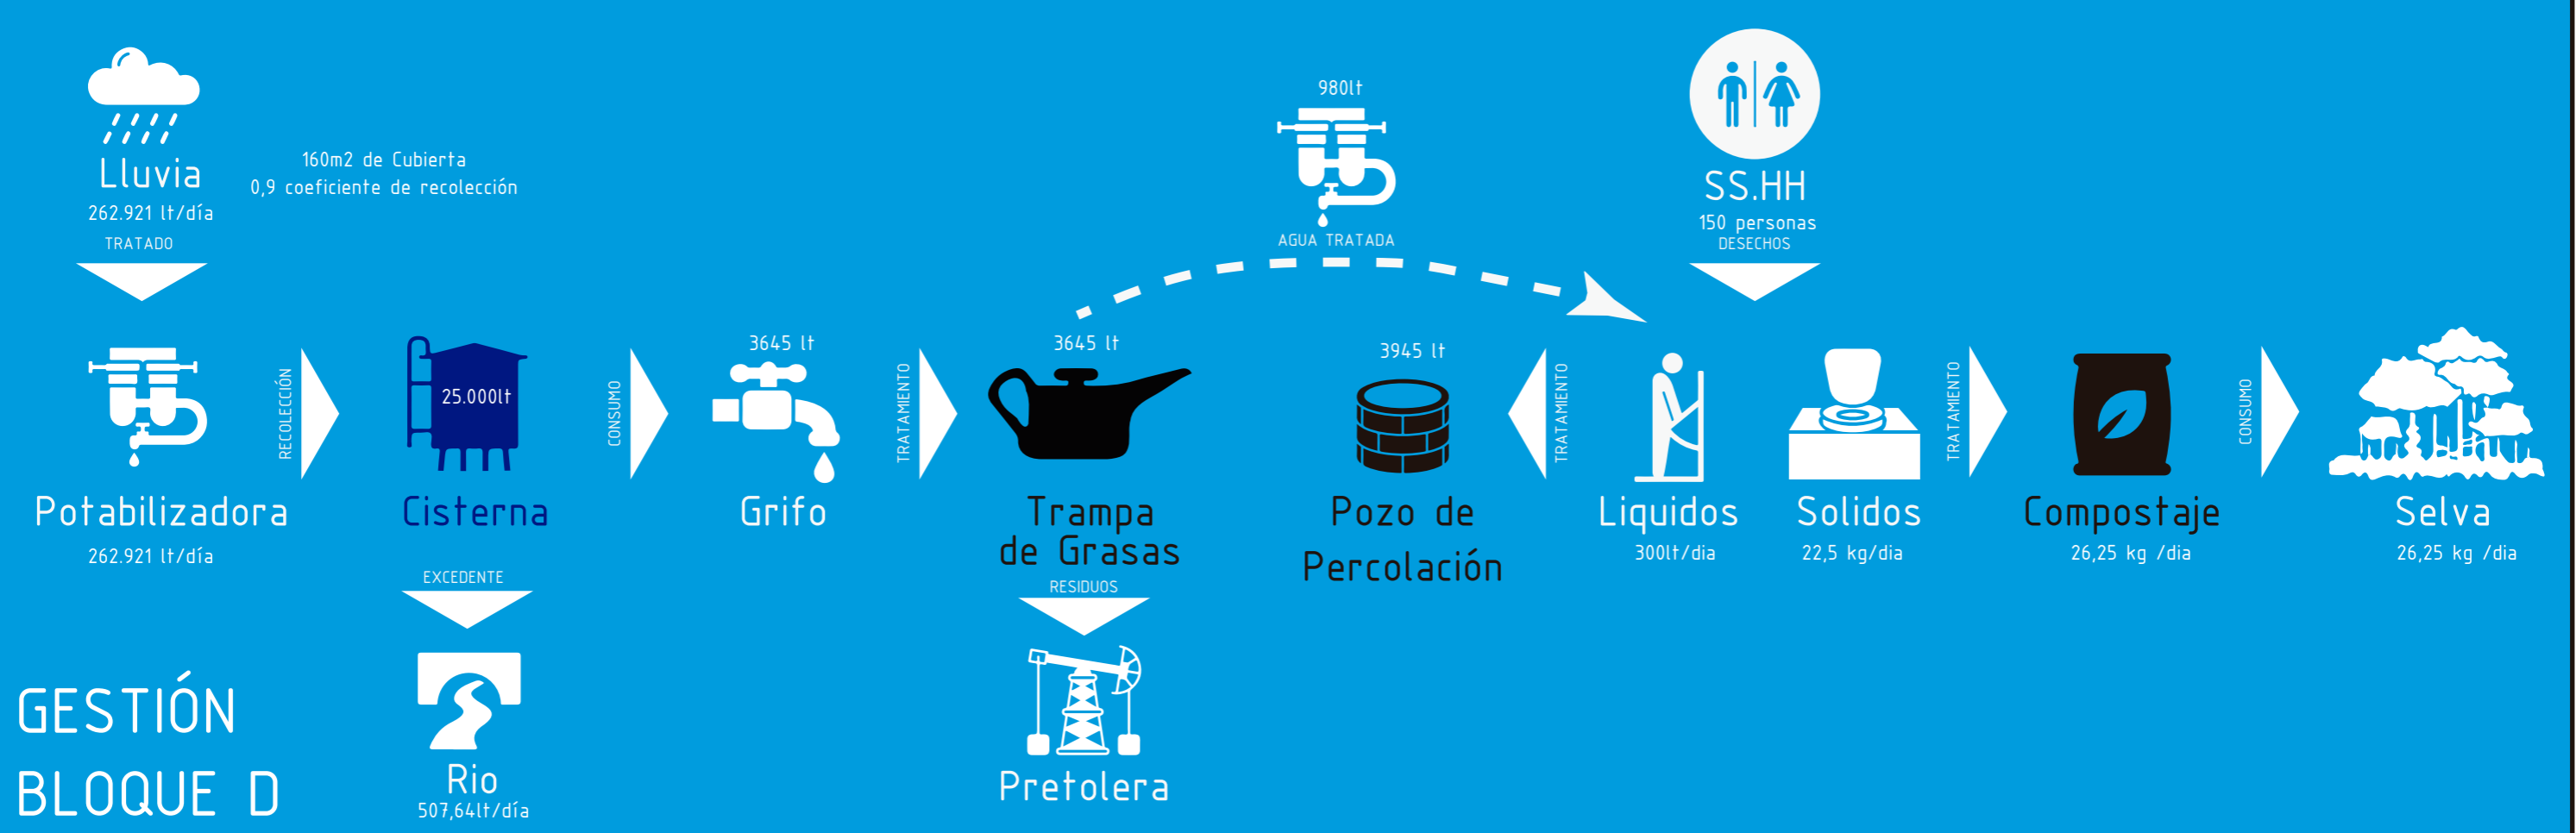 Lluvia
262.921 lt/día
TRATADO
160m2 de Cubierta
0,9 coeficiente de recolección
Potabilizadora
262.921 lt/día
RECOLECCIÓN
25.000lt
Cisterna
EXCEDENTE
Rio
507,64lt/día
CONSUMO
3645 lt
Grifo
TRATAMIENTO
3645 lt
Trampa
de Grasas
RESIDUOS
Pretolera
980lt
AGUA TRATADA
3945 lt
Pozo de
Percolación
TRATAMIENTO
SS.HH
150 personas
DESECHOS
Liquidos
300lt/dia
Solidos
22,5 kg/dia
TRATAMIENTO
Compostaje
26,25 kg /dia
CONSUMO
Selva
26,25 kg /dia
GESTIÓN
BLOQUE D